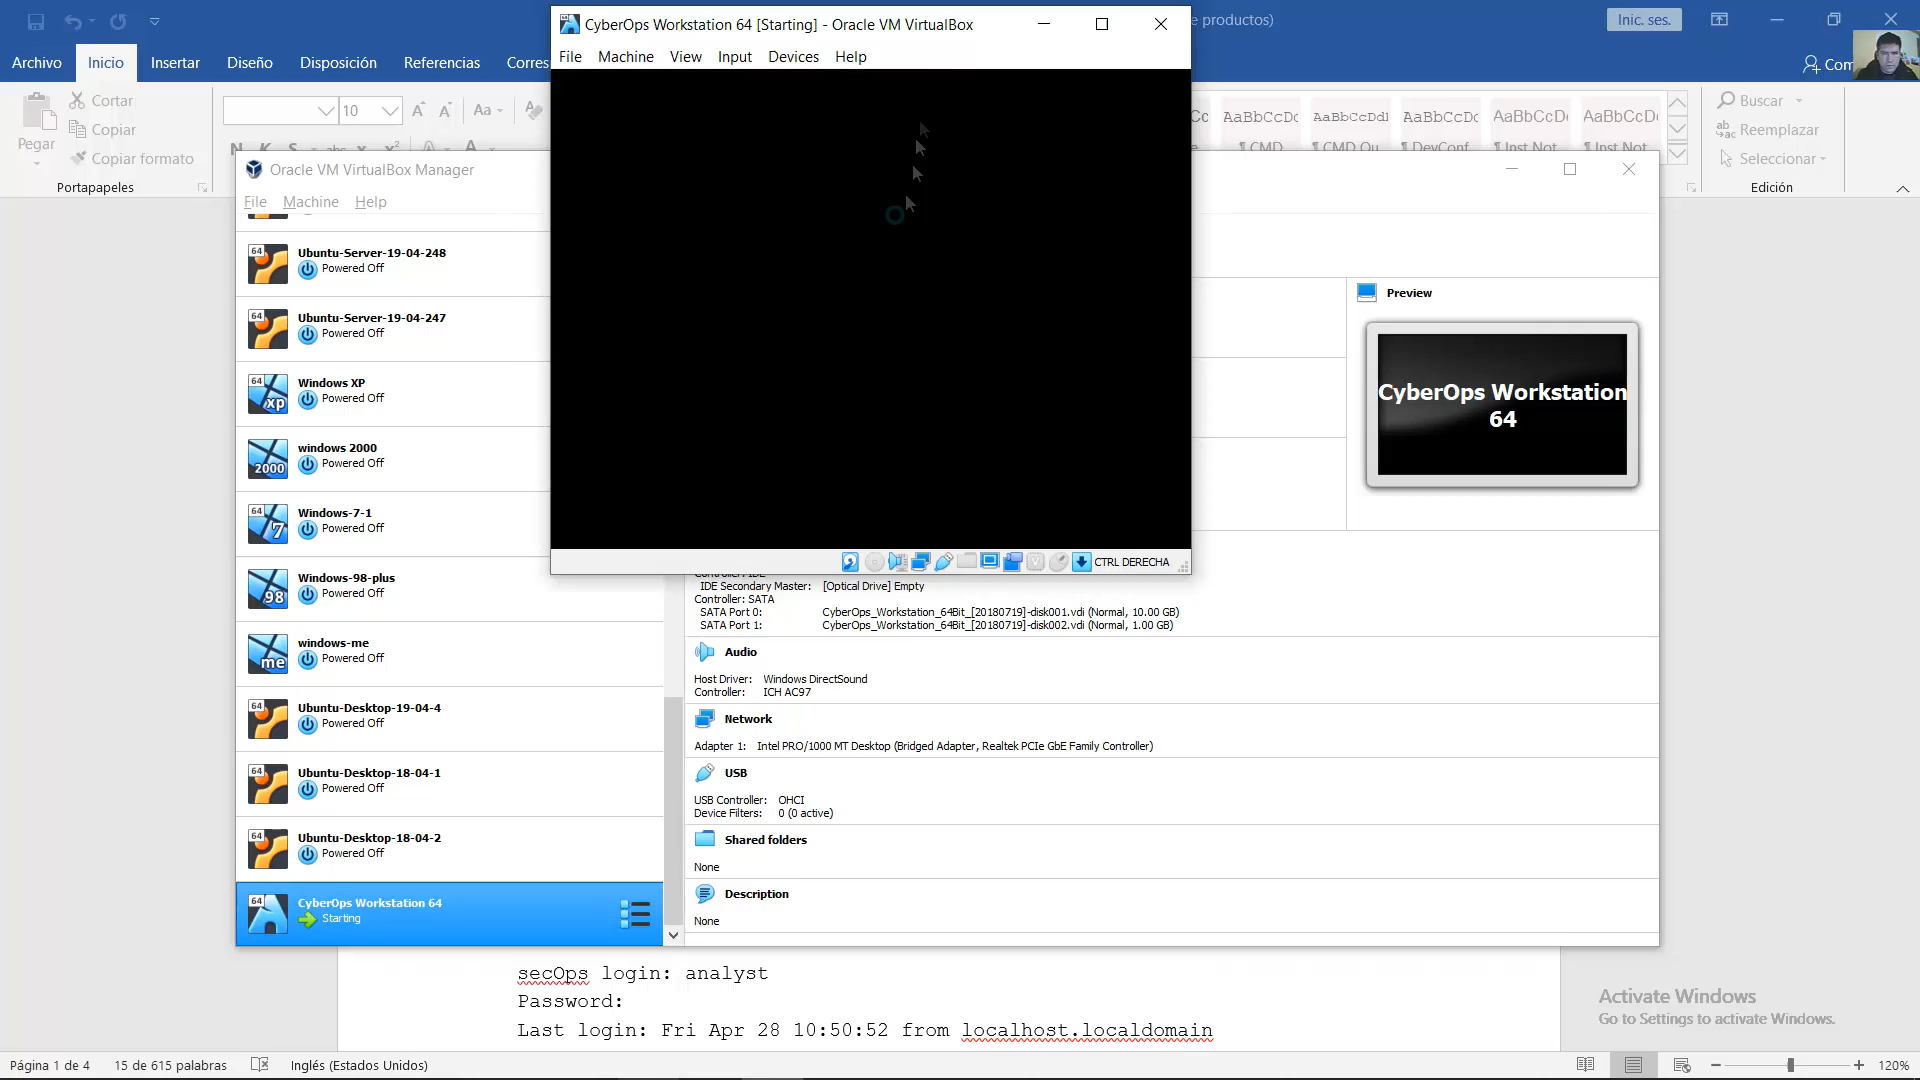 e productos)
Inic. ses.
Archivo
Inicio
Insertar
Diseño
Disposición
Referencias
Corres
Com
Pegar
Cortar
Copiar
Copiar formato
Portapapeles
10
Aa
AaBbCcDc
AaBbCcDdI
AaBbCcDc
AaBbCcDi
AaBbCcDi
¶ CMD
¶ CMD Ou
¶ DevConf
¶ Inst Not
¶ Inst Not
Buscar
Reemplazar
Seleccionar
Edición
CyberOps Workstation 64 [Starting] - Oracle VM VirtualBox
File Machine View Input Devices Help
CTRL DERECHA
Oracle VM VirtualBox Manager
File Machine Help
Ubuntu-Server-19-04-248
Powered Off
Ubuntu-Server-19-04-247
Powered Off
Windows XP
Powered Off
windows 2000
Powered Off
Windows-7-1
Powered Off
Windows-98-plus
Powered Off
windows-me
Powered Off
Ubuntu-Desktop-19-04-4
Powered Off
Ubuntu-Desktop-18-04-1
Powered Off
Ubuntu-Desktop-18-04-2
Powered Off
CyberOps Workstation 64
Starting
Preview
CyberOps Workstation
64
Controller: IDE
IDE Secondary Master: [Optical Drive] Empty
Controller: SATA
SATA Port 0: CyberOps_Workstation_64Bit_[20180719]-disk001.vdi (Normal, 10.00 GB)
SATA Port 1: CyberOps_Workstation_64Bit_[20180719]-disk002.vdi (Normal, 1.00 GB)
Audio
Host Driver: Windows DirectSound
Controller: ICH AC97
Network
Adapter 1: Intel PRO/1000 MT Desktop (Bridged Adapter, Realtek PCIe GbE Family Controller)
USB
USB Controller: OHCI
Device Filters: 0 (0 active)
Shared folders
None
Description
None
secOps login: analyst
Password:
Last login: Fri Apr 28 10:50:52 from localhost.localdomain
Activate Windows
Go to Settings to activate Windows.
Página 1 de 4
15 de 615 palabras
Inglés (Estados Unidos)
120%